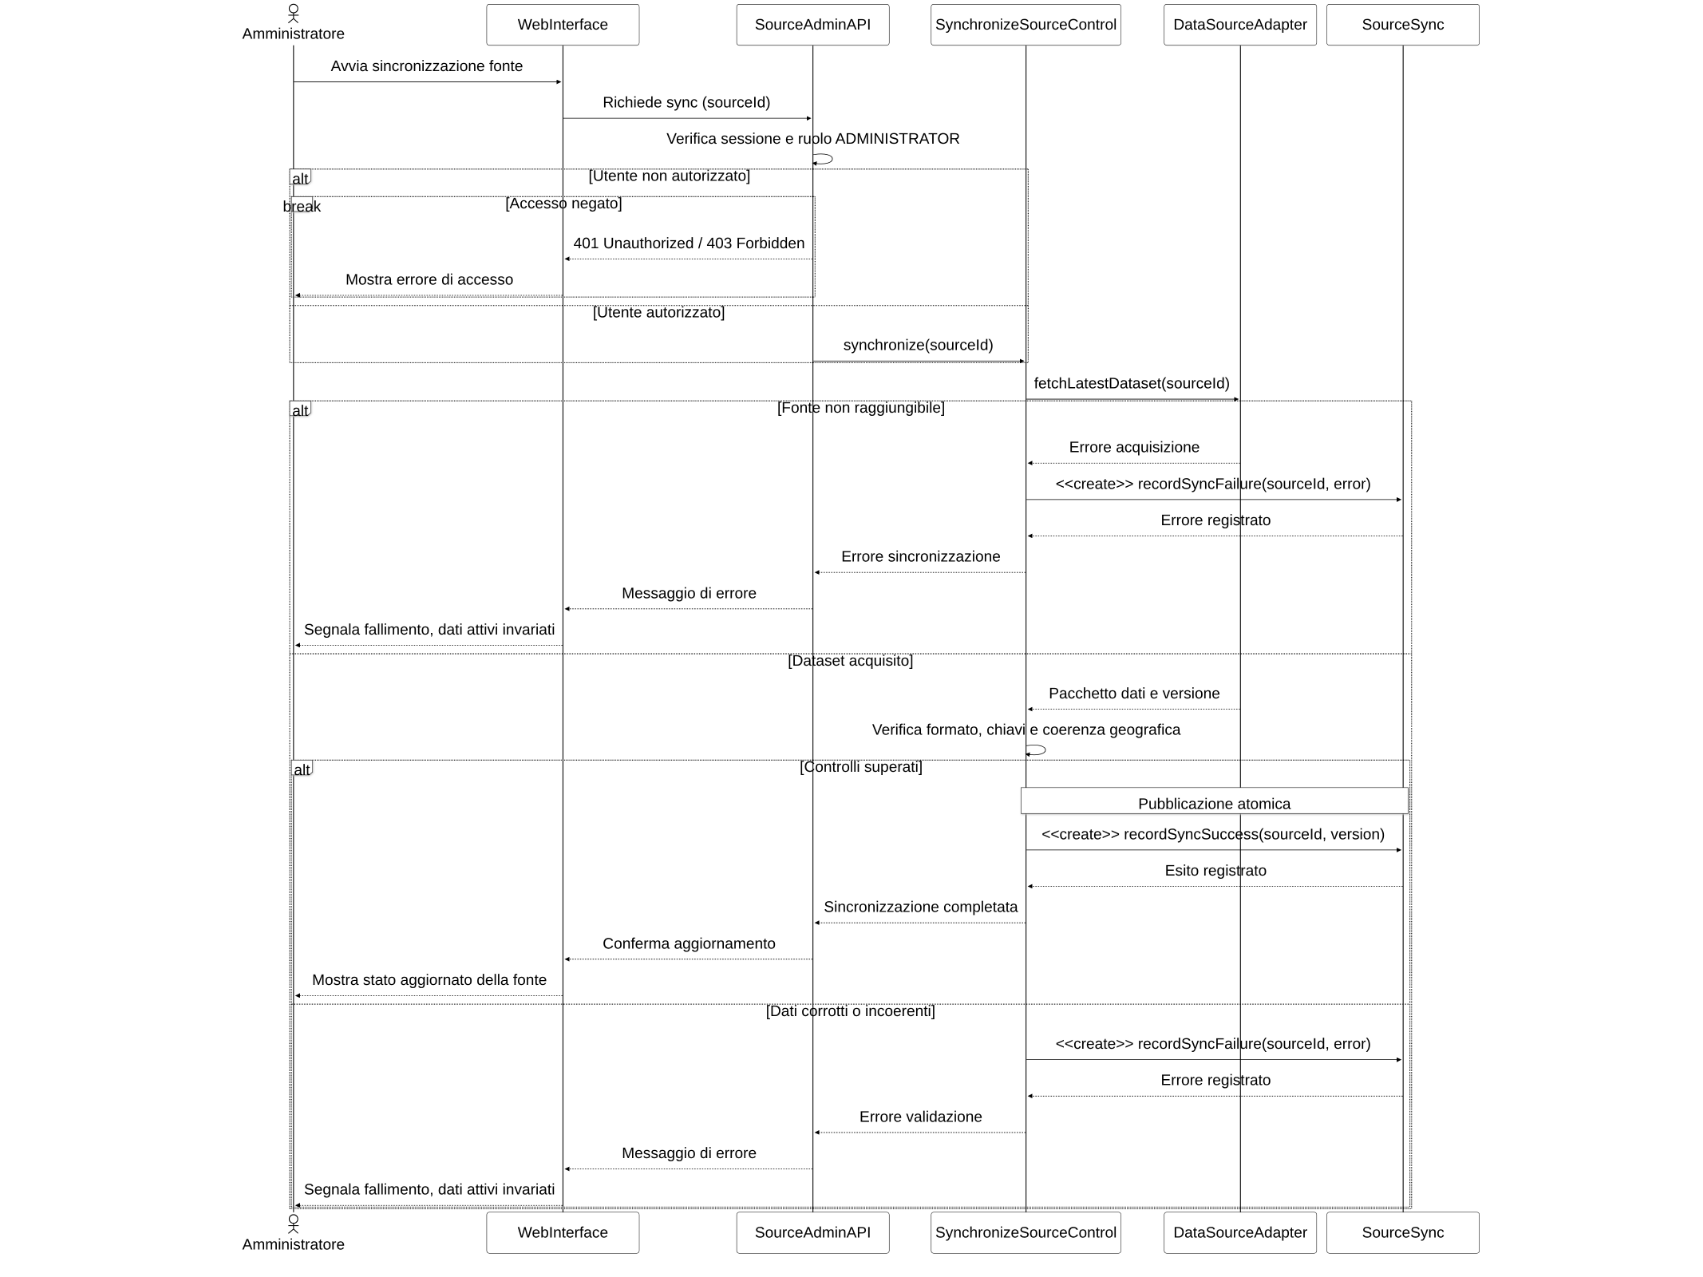 Amministratore
WebInterface
SourceAdminAPI
SynchronizeSourceControl
DataSourceAdapter
SourceSync
Avvia sincronizzazione fonte
Richiede sync (sourceId)
Verifica sessione e ruolo ADMINISTRATOR
alt
[Utente non autorizzato]
break
[Accesso negato]
401 Unauthorized / 403 Forbidden
Mostra errore di accesso
[Utente autorizzato]
synchronize(sourceId)
fetchLatestDataset(sourceId)
alt
[Fonte non raggiungibile]
Errore acquisizione
<<create>> recordSyncFailure(sourceId, error)
Errore registrato
Errore sincronizzazione
Messaggio di errore
Segnala fallimento, dati attivi invariati
[Dataset acquisito]
Pacchetto dati e versione
Verifica formato, chiavi e coerenza geografica
alt
[Controlli superati]
Pubblicazione atomica
<<create>> recordSyncSuccess(sourceId, version)
Esito registrato
Sincronizzazione completata
Conferma aggiornamento
Mostra stato aggiornato della fonte
[Dati corrotti o incoerenti]
<<create>> recordSyncFailure(sourceId, error)
Errore registrato
Errore validazione
Messaggio di errore
Segnala fallimento, dati attivi invariati
Amministratore
WebInterface
SourceAdminAPI
SynchronizeSourceControl
DataSourceAdapter
SourceSync